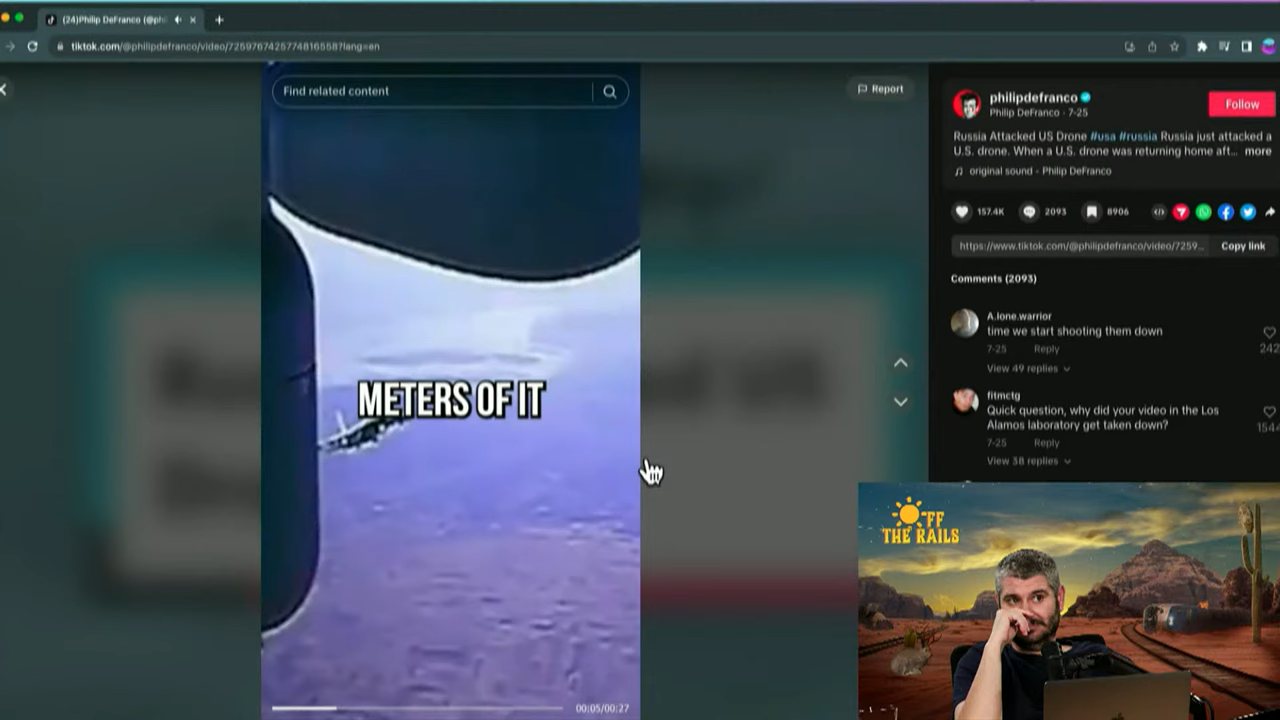 (24)Philip DeFranco (@phi
tiktok.com/@philipdefranco/video/7259767425774816558?lang=en
Find related content
Report
METERS OF IT
00:05/00:27
philipdefranco
Philip DeFranco · 7-25
Follow
Russia Attacked US Drone #usa #russia Russia just attacked a
U.S. drone. When a U.S. drone was returning home aft... more
original sound - Philip DeFranco
157.4K
2093
8906
https://www.tiktok.com/@philipdefranco/video/7259...
Copy link
Comments (2093)
A.lone.warrior
time we start shooting them down
7-25 Reply
242
View 49 replies
fitmctg
Quick question, why did your video in the Los
Alamos laboratory get taken down?
7-25 Reply
1544
View 38 replies
OFF
THE RAILS